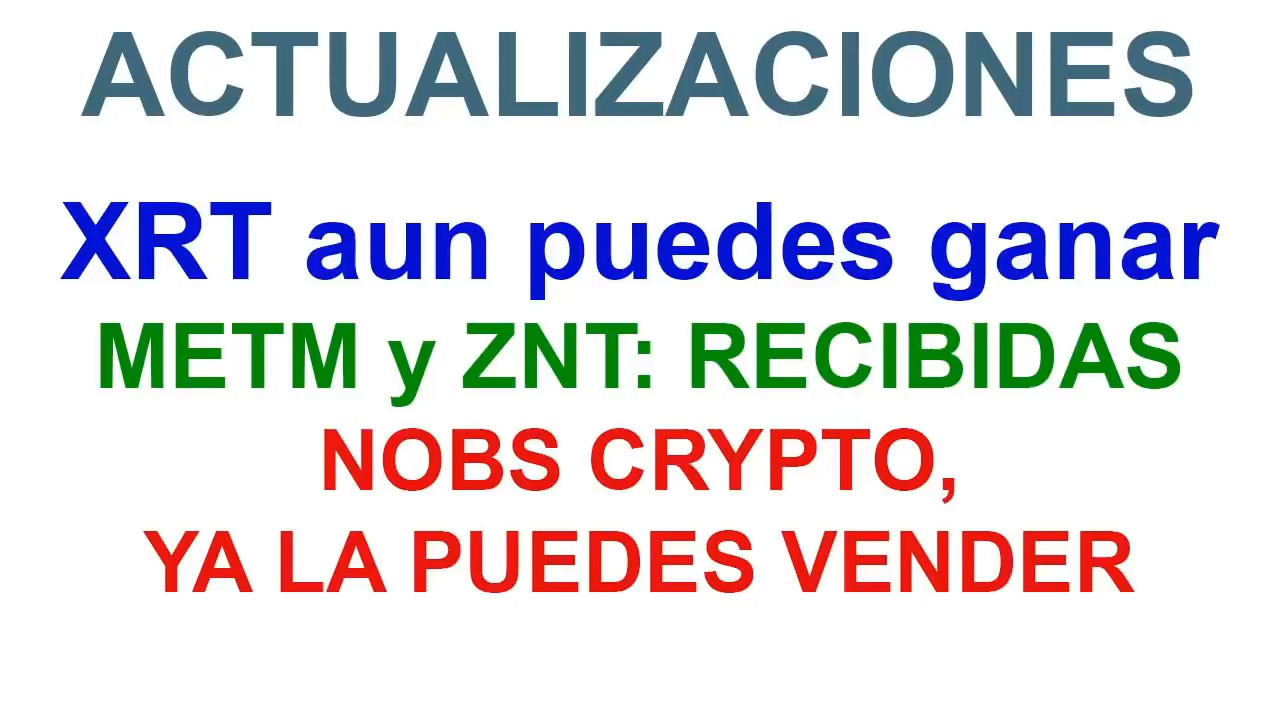 ACTUALIZACIONES
XRT aun puedes ganar
METM y ZNT: RECIBIDAS
NOBS CRYPTO,
YA LA PUEDES VENDER